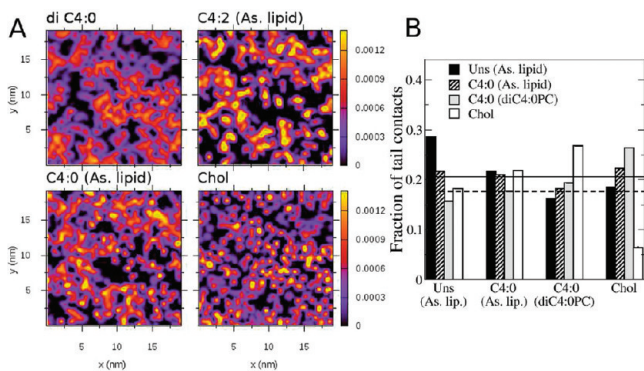 A
di C4:0
C4:2 (As. lipid)
y (nm)
15
10
5
0.0012
0.0009
0.0006
0.0003
0
C4:0 (As. lipid)
Chol
y (nm)
15
10
5
0.0012
0.0009
0.0006
0.0003
0
5 10 15
5 10 15
x (nm)
x (nm)
B
Uns (As. lipid)
C4:0 (As. lipid)
C4:0 (diC4:0PC)
Chol
Fraction of tail contacts
0.4
0.3
0.2
0.1
0.0
Uns C4:0 C4:0 Chol
(As. lip.) (As. lip.) (diC4:0PC)